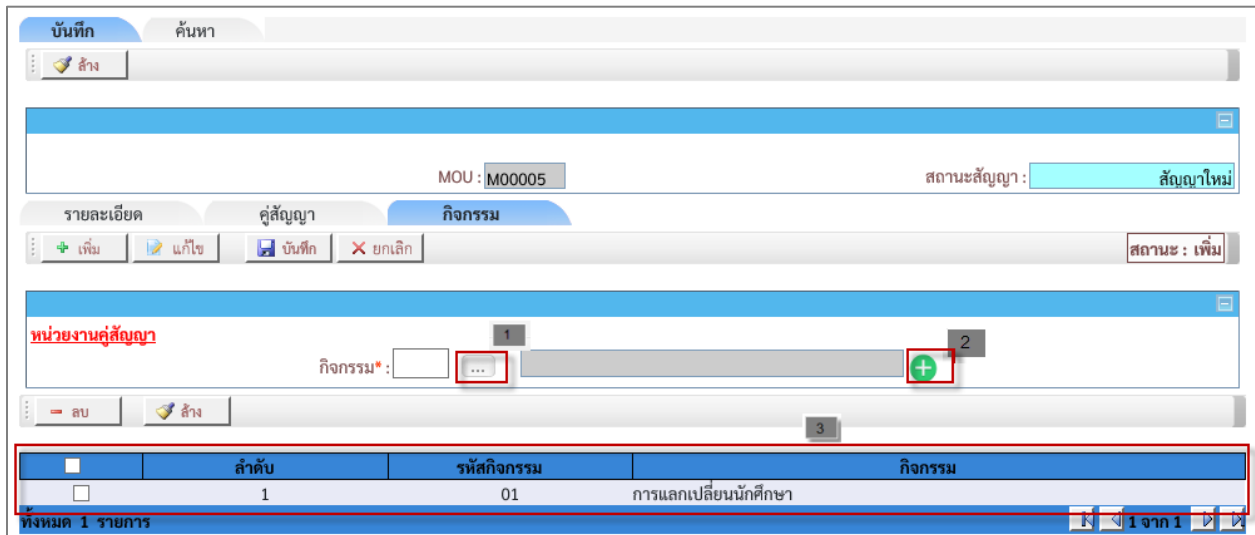 บันทึก ค้นหา
ล้าง
MOU : M00005 สถานะสัญญา : สัญญาใหม่
รายละเอียด คู่สัญญา กิจกรรม
เพิ่ม แก้ไข บันทึก ยกเลิก สถานะ : เพิ่ม
หน่วยงานคู่สัญญา
1 2
กิจกรรม* : ...
ลบ ล้าง
3
ลำดับ รหัสกิจกรรม กิจกรรม
1 01 การแลกเปลี่ยนนักศึกษา
ทั้งหมด 1 รายการ 1 จาก 1